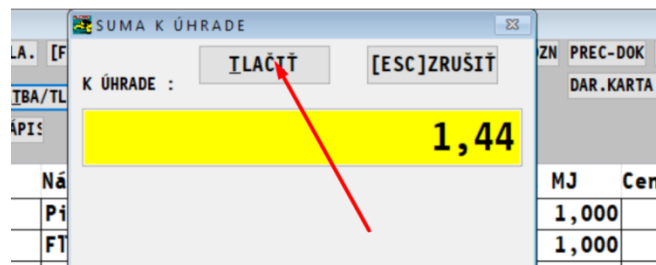 SUMA K ÚHRADE
LA. [F
ZN PREC-DOK
TLAČIŤ [ESC]ZRUŠIŤ
TBA/TL
K ÚHRADE :
DAR.KARTA
ÁPIS
1,44
Ná MJ Cen
Pi 1,000
FT 1,000